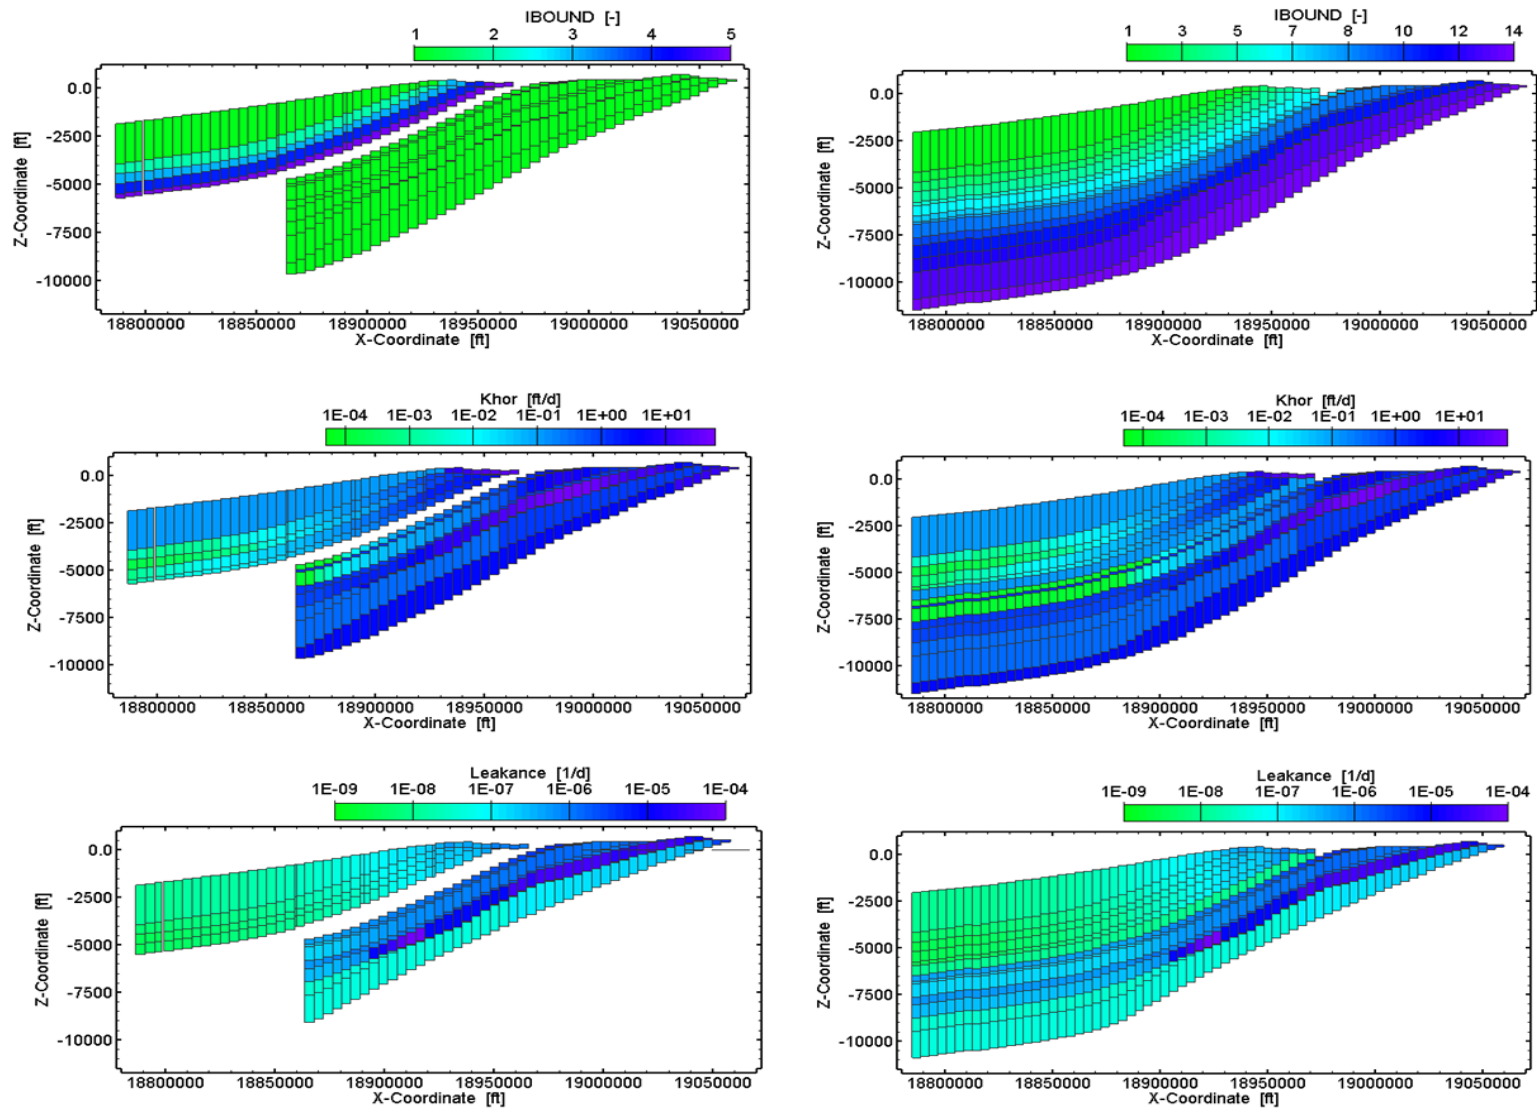 IBOUND [-]
1 2 3 4 5
0.0
-2500
-5000
-7500
-10000
Z-Coordinate [ft]
18800000 18850000 18900000 18950000 19000000 19050000
X-Coordinate [ft]
IBOUND [-]
1 3 5 7 8 10 12 14
0.0
-2500
-5000
-7500
-10000
Z-Coordinate [ft]
18800000 18850000 18900000 18950000 19000000 19050000
X-Coordinate [ft]
Khor [ft/d]
1E-04 1E-03 1E-02 1E-01 1E+00 1E+01
0.0
-2500
-5000
-7500
-10000
Z-Coordinate [ft]
18800000 18850000 18900000 18950000 19000000 19050000
X-Coordinate [ft]
Khor [ft/d]
1E-04 1E-03 1E-02 1E-01 1E+00 1E+01
0.0
-2500
-5000
-7500
-10000
Z-Coordinate [ft]
18800000 18850000 18900000 18950000 19000000 19050000
X-Coordinate [ft]
Leakance [1/d]
1E-09 1E-08 1E-07 1E-06 1E-05 1E-04
0.0
-2500
-5000
-7500
-10000
Z-Coordinate [ft]
18800000 18850000 18900000 18950000 19000000 19050000
X-Coordinate [ft]
Leakance [1/d]
1E-09 1E-08 1E-07 1E-06 1E-05 1E-04
0.0
-2500
-5000
-7500
-10000
Z-Coordinate [ft]
18800000 18850000 18900000 18950000 19000000 19050000
X-Coordinate [ft]